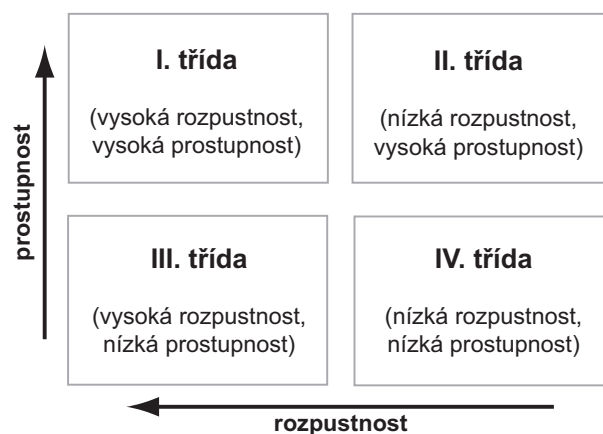 I. třída
(vysoká rozpustnost,
vysoká prostupnost)
II. třída
(nízká rozpustnost,
vysoká prostupnost)
prostupnost
III. třída
(vysoká rozpustnost,
nízká prostupnost)
IV. třída
(nízká rozpustnost,
nízká prostupnost)
rozpustnost